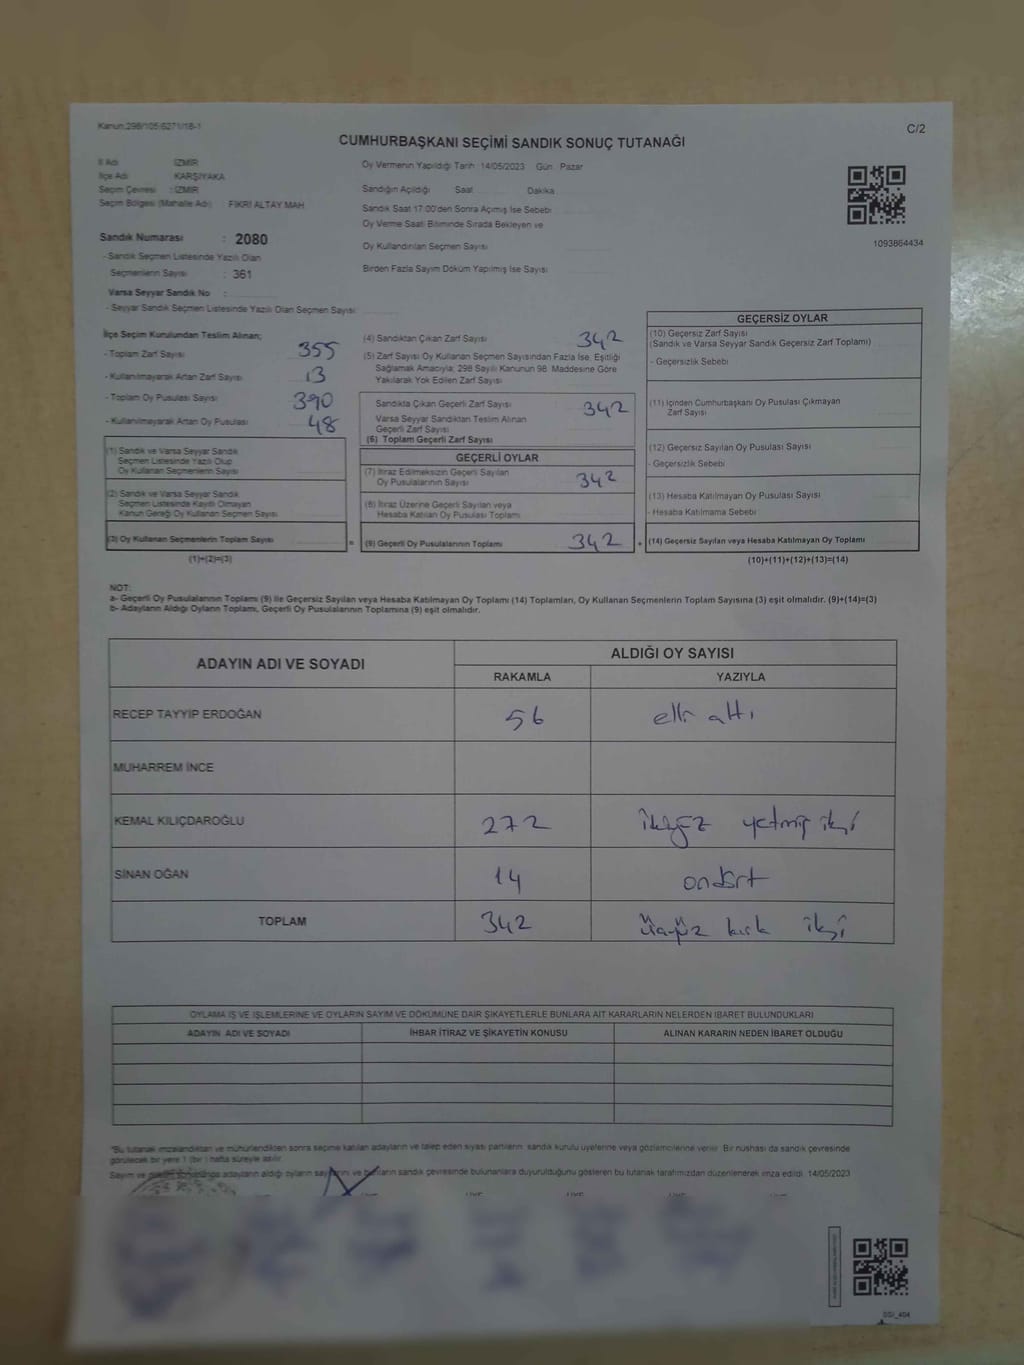 Kanun:298/105;6271/18-1
C/2
CUMHURBAŞKANI SEÇİMİ SANDIK SONUÇ TUTANAĞI
İl Adı İZMİR
İlçe Adı KARŞIYAKA
Seçim Çevresi : İZMİR
Seçim Bölgesi (Mahalle Adı) FİKRİ ALTAY MAH
Sandık Numarası : 2080
- Sandık Seçmen Listesinde Yazılı Olan
Seçmenlerin Sayısı : 361
Varsa Seyyar Sandık No :
- Seyyar Sandık Seçmen Listesinde Yazılı Olan Seçmen Sayısı
Oy Vermenin Yapıldığı Tarih : 14/05/2023 Gün : Pazar
Sandığın Açıldığı Saat Dakika
Sandık Saat 17:00'den Sonra Açılmış İse Sebebi
Oy Verme Saati Bitiminde Sırada Bekleyen ve
Oy Kullandırılan Seçmen Sayısı
Birden Fazla Sayım Döküm Yapılmış İse Sayısı
1093864434
İlçe Seçim Kurulundan Teslim Alınan;
- Toplam Zarf Sayısı 355
- Kullanılmayarak Artan Zarf Sayısı 13
- Toplam Oy Pusulası Sayısı 390
- Kullanılmayarak Artan Oy Pusulası 48
(1) Sandık ve Varsa Seyyar Sandık
Seçmen Listesinde Yazılı Olup
Oy Kullanan Seçmenlerin Sayısı
(2) Sandık ve Varsa Seyyar Sandık
Seçmen Listesinde Kayıtlı Olmayan
Kanun Gereği Oy Kullanan Seçmen Sayısı
(3) Oy Kullanan Seçmenlerin Toplam Sayısı
(1)+(2)=(3)
=
(4) Sandıktan Çıkan Zarf Sayısı 342
(5) Zarf Sayısı Oy Kullanan Seçmen Sayısından Fazla İse, Eşitliği
Sağlamak Amacıyla; 298 Sayılı Kanunun 98. Maddesine Göre
Yakılarak Yok Edilen Zarf Sayısı
Sandıkta Çıkan Geçerli Zarf Sayısı 342
Varsa Seyyar Sandıktan Teslim Alınan
Geçerli Zarf Sayısı
(6) Toplam Geçerli Zarf Sayısı
GEÇERLİ OYLAR
(7) İtiraz Edilmeksizin Geçerli Sayılan
Oy Pusulalarının Sayısı 342
(8) İtiraz Üzerine Geçerli Sayılan veya
Hesaba Katılan Oy Pusulası Toplamı
(9) Geçerli Oy Pusulalarının Toplamı 342
+
GEÇERSİZ OYLAR
(10) Geçersiz Zarf Sayısı
(Sandık ve Varsa Seyyar Sandık Geçersiz Zarf Toplamı)
- Geçersizlik Sebebi
(11) İçinden Cumhurbaşkanı Oy Pusulası Çıkmayan
Zarf Sayısı
(12) Geçersiz Sayılan Oy Pusulası Sayısı
- Geçersizlik Sebebi
(13) Hesaba Katılmayan Oy Pusulası Sayısı
- Hesaba Katılmama Sebebi
(14) Geçersiz Sayılan veya Hesaba Katılmayan Oy Toplamı
(10)+(11)+(12)+(13)=(14)
NOT:
a- Geçerli Oy Pusulalarının Toplamı (9) ile Geçersiz Sayılan veya Hesaba Katılmayan Oy Toplamı (14) Toplamları, Oy Kullanan Seçmenlerin Toplam Sayısına (3) eşit olmalıdır. (9)+(14)=(3)
b- Adayların Aldığı Oyların Toplamı, Geçerli Oy Pusulalarının Toplamına (9) eşit olmalıdır.
ADAYIN ADI VE SOYADI ALDIĞI OY SAYISI
RAKAMLA YAZIYLA
RECEP TAYYİP ERDOĞAN 56 elli altı
MUHARREM İNCE
KEMAL KILIÇDAROĞLU 272 ikiyüz yetmiş iki
SİNAN OĞAN 14 ondört
TOPLAM 342 üçyüz kırk iki
OYLAMA İŞ VE İŞLEMLERİNE VE OYLARIN SAYIM VE DÖKÜMÜNE DAİR ŞİKAYETLERLE BUNLARA AİT KARARLARIN NELERDEN İBARET BULUNDUKLARI
ADAYIN ADI VE SOYADI İHBAR İTİRAZ VE ŞİKAYETİN KONUSU ALINAN KARARIN NEDEN İBARET OLDUĞU
*Bu tutanak imzalandıktan ve mühürlendikten sonra seçime katılan adayların ve talep eden siyasi partilerin sandık kurulu üyelerine veya gözlemcilerine verilir. Bir nüshası da sandık çevresinde
görülecek bir yere 1 (bir ) hafta süreyle asılır.
Sayım ve adayların aldığı oyların sandık çevresinde bulunanlara duyurulduğunu gösteren bu tutanak tarafımızdan düzenlenerek imza edildi. 14/05/2023